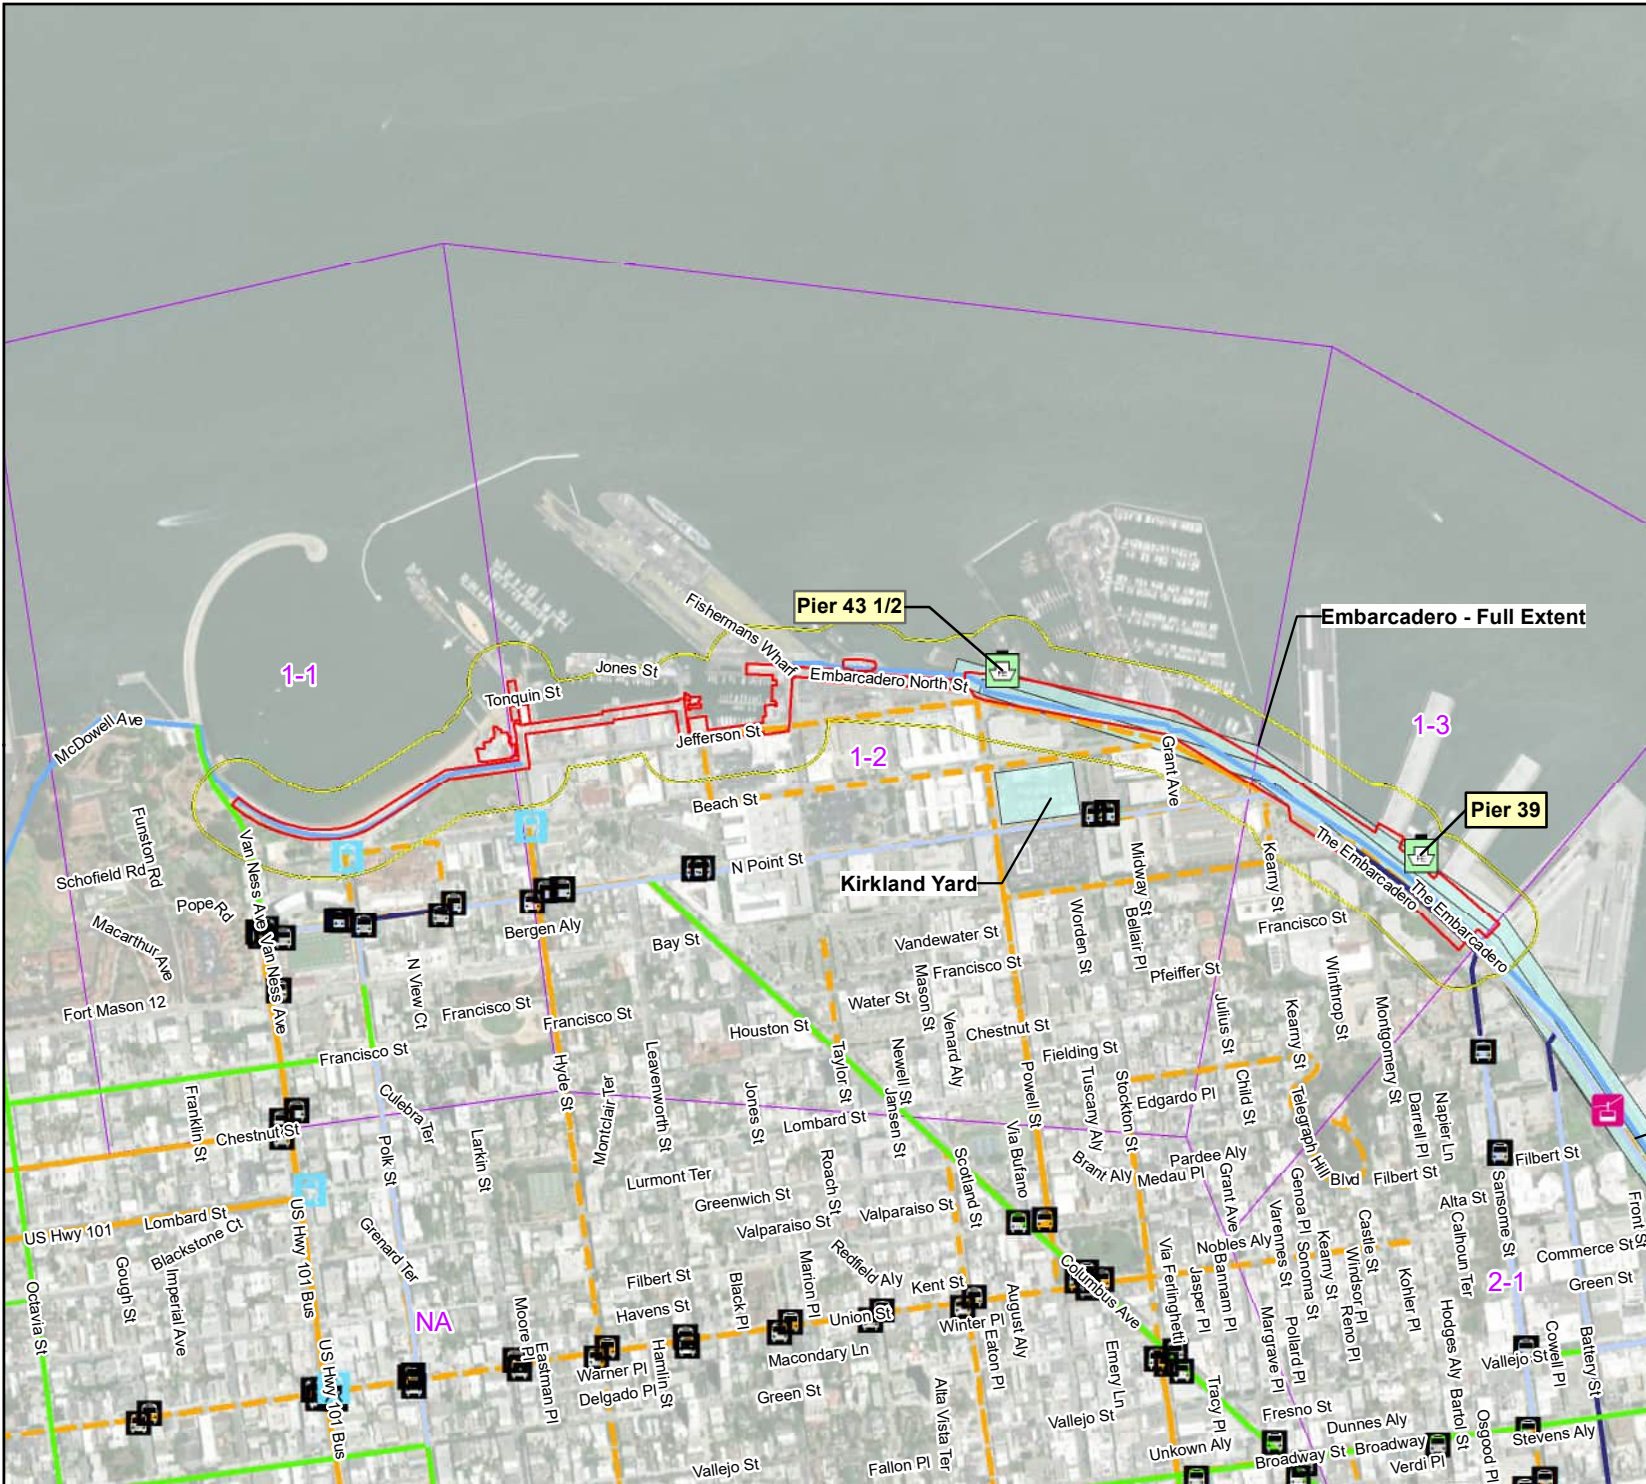 Pier 43 1/2
Embarcadero - Full Extent
Fishermans Wharf
Jones St
1-1
Tonquin St
Embarcadero North St
McDowell Ave
Jefferson St
1-2
1-3
Grant Ave
Beach St
Pier 39
Funston Rd
Van Ness Ave
The Embarcadero
The Embarcadero
Kearny St
Midway St
N Point St
Schofield Rd
Kirkland Yard
Pope Rd
Macarthur Ave
Van Ness Ave
Bergen Aly
Bay St
Vandewater St
Worden St
Bellair Pl
Francisco St
Francisco St
Mason St
Pfeiffer St
Winthrop St
N View Ct
Fort Mason 12
Francisco St
Francisco St
Water St
Houston St
Venard Aly
Chestnut St
Julius St
Kearny St
Montgomery St
Francisco St
Hyde St
Leavenworth St
Taylor St
Newell St
Fielding St
Powell St
Tuscany Aly
Stockton St
Edgardo Pl
Child St
Telegraph Hill
Blvd
Darrell Pl
Napier Ln
Franklin St
Chestnut St
Culebra Ter
Montclair Ter
Jones St
Lombard St
Jansen St
Via Bufano
Polk St
Larkin St
Lurmont Ter
Roach St
Scotland St
Brant Aly
Medau Pl
Pardee Aly
Filbert St
Filbert St
Greenwich St
Grant Ave
Genoa Pl
Sansome St
Alta St
Lombard St
US Hwy 101
Blackstone Ct
US Hwy 101 Bus
Grenard Ter
Valparaiso St
Valparaiso St
Varennes St
Castle St
Calhoun Ter
Front St
Nobles Aly
Commerce St
Gough St
Imperial Ave
Filbert St
Redfield Aly
Kent St
Columbus Ave
Via Ferlinghetti
Jasper Pl
Bannam Pl
Sonoma St
Kearny St
Windsor Pl
Reno Pl
Kohler Pl
2-1
Green St
Octavia St
NA
Moore Pl
Havens St
Black Pl
Marion Pl
Union St
Winter Pl
August Aly
Eaton Pl
Margrave Pl
Pollard Pl
Hodges Aly
Cowell Pl
Battery St
Vallejo St
Eastman Pl
Warner Pl
Hamlin St
Macondary Ln
Emery Ln
US Hwy 101 Bus
Delgado Pl
Green St
Alta Vista Ter
Tracy Pl
Bartol St
Osgood Pl
Vallejo St
Fresno St
Dunnes Aly
Stevens Aly
Unkown Aly
Broadway St
Broadway
Verdi Pl
Vallejo St
Fallon Pl